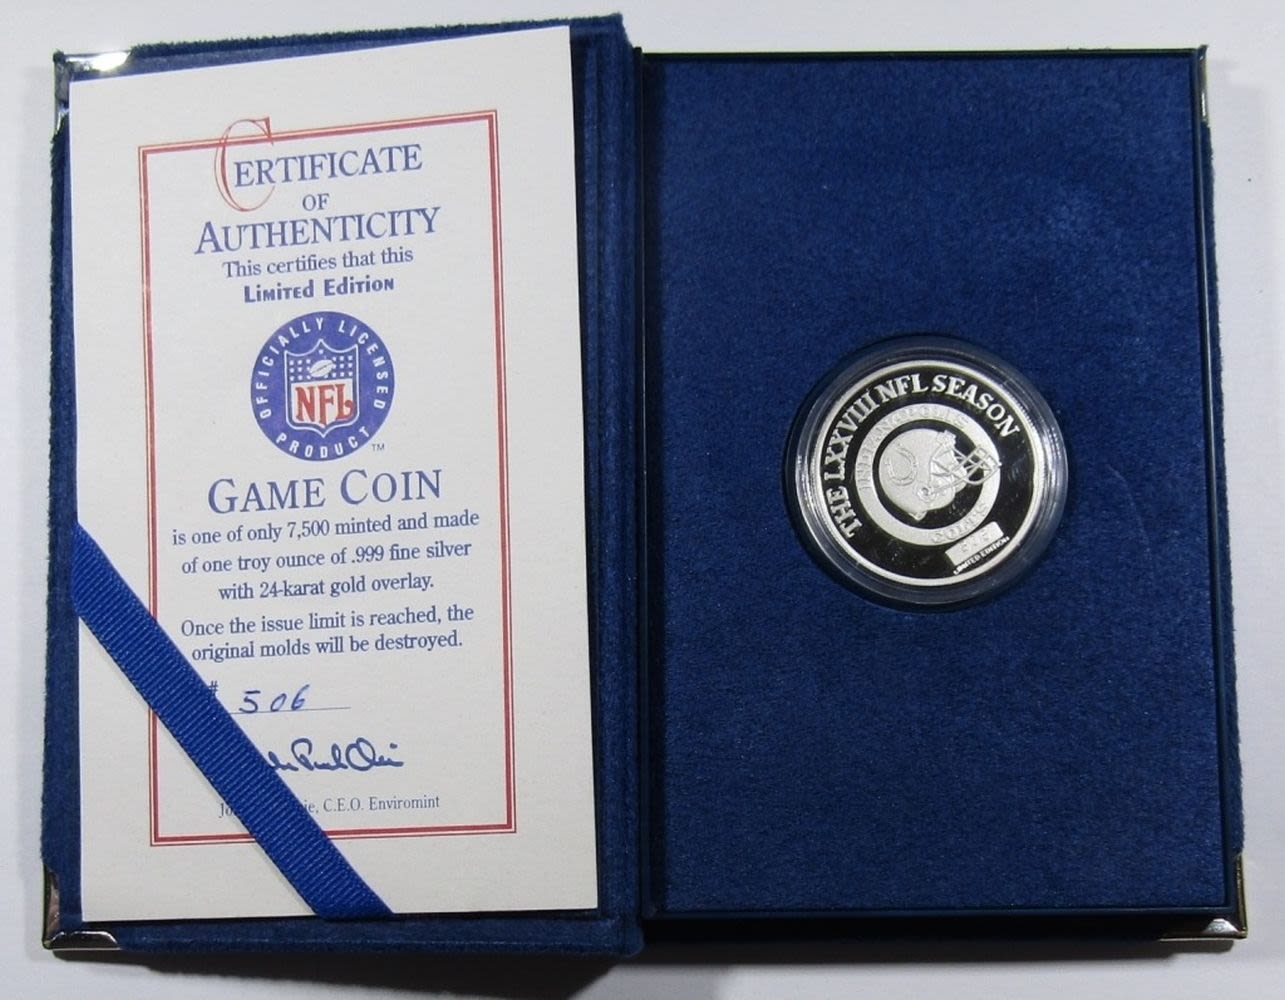 CERTIFICATE
OF
AUTHENTICITY
This certifies that this
Limited Edition
OFFICIALLY LICENSED
NFL
PRODUCT
TM
GAME COIN
is one of only 7,500 minted and made
of one troy ounce of .999 fine silver
with 24-karat gold overlay.
Once the issue limit is reached, the
original molds will be destroyed.
# 506
C.E.O. Enviromint
THE LXXVIII NFL SEASON
INDIANAPOLIS
COLTS
LIMITED EDITION